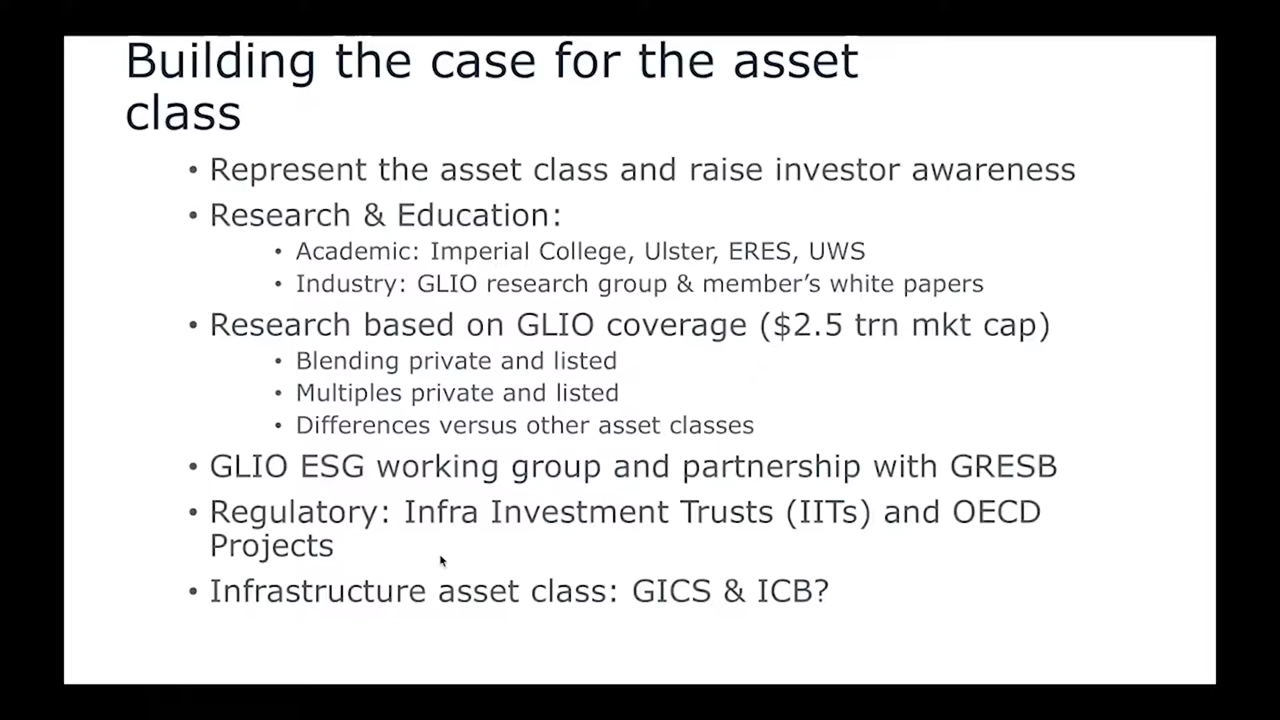 Building the case for the asset
class
• Represent the asset class and raise investor awareness
• Research & Education:
• Academic: Imperial College, Ulster, ERES, UWS
• Industry: GLIO research group & member’s white papers
• Research based on GLIO coverage ($2.5 trn mkt cap)
• Blending private and listed
• Multiples private and listed
• Differences versus other asset classes
• GLIO ESG working group and partnership with GRESB
• Regulatory: Infra Investment Trusts (IITs) and OECD
Projects
• Infrastructure asset class: GICS & ICB?